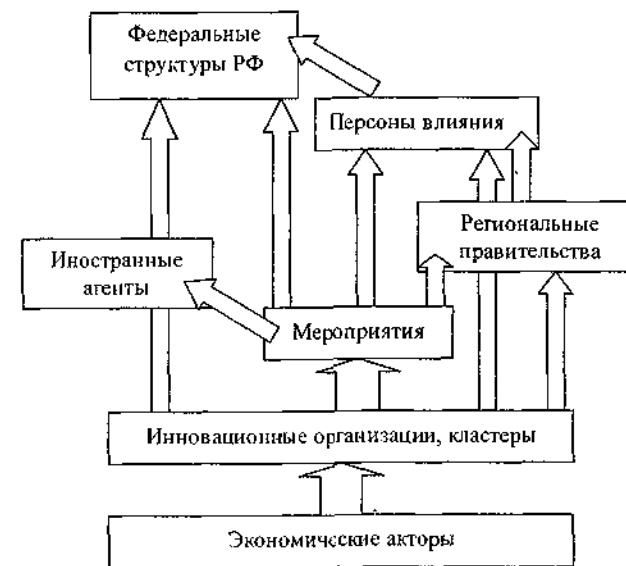 Федеральные
структуры РФ
Персоны влияния
Региональные
правительства
Иностранные
агенты
Мероприятия
Инновационные организации, кластеры
Экономические акторы